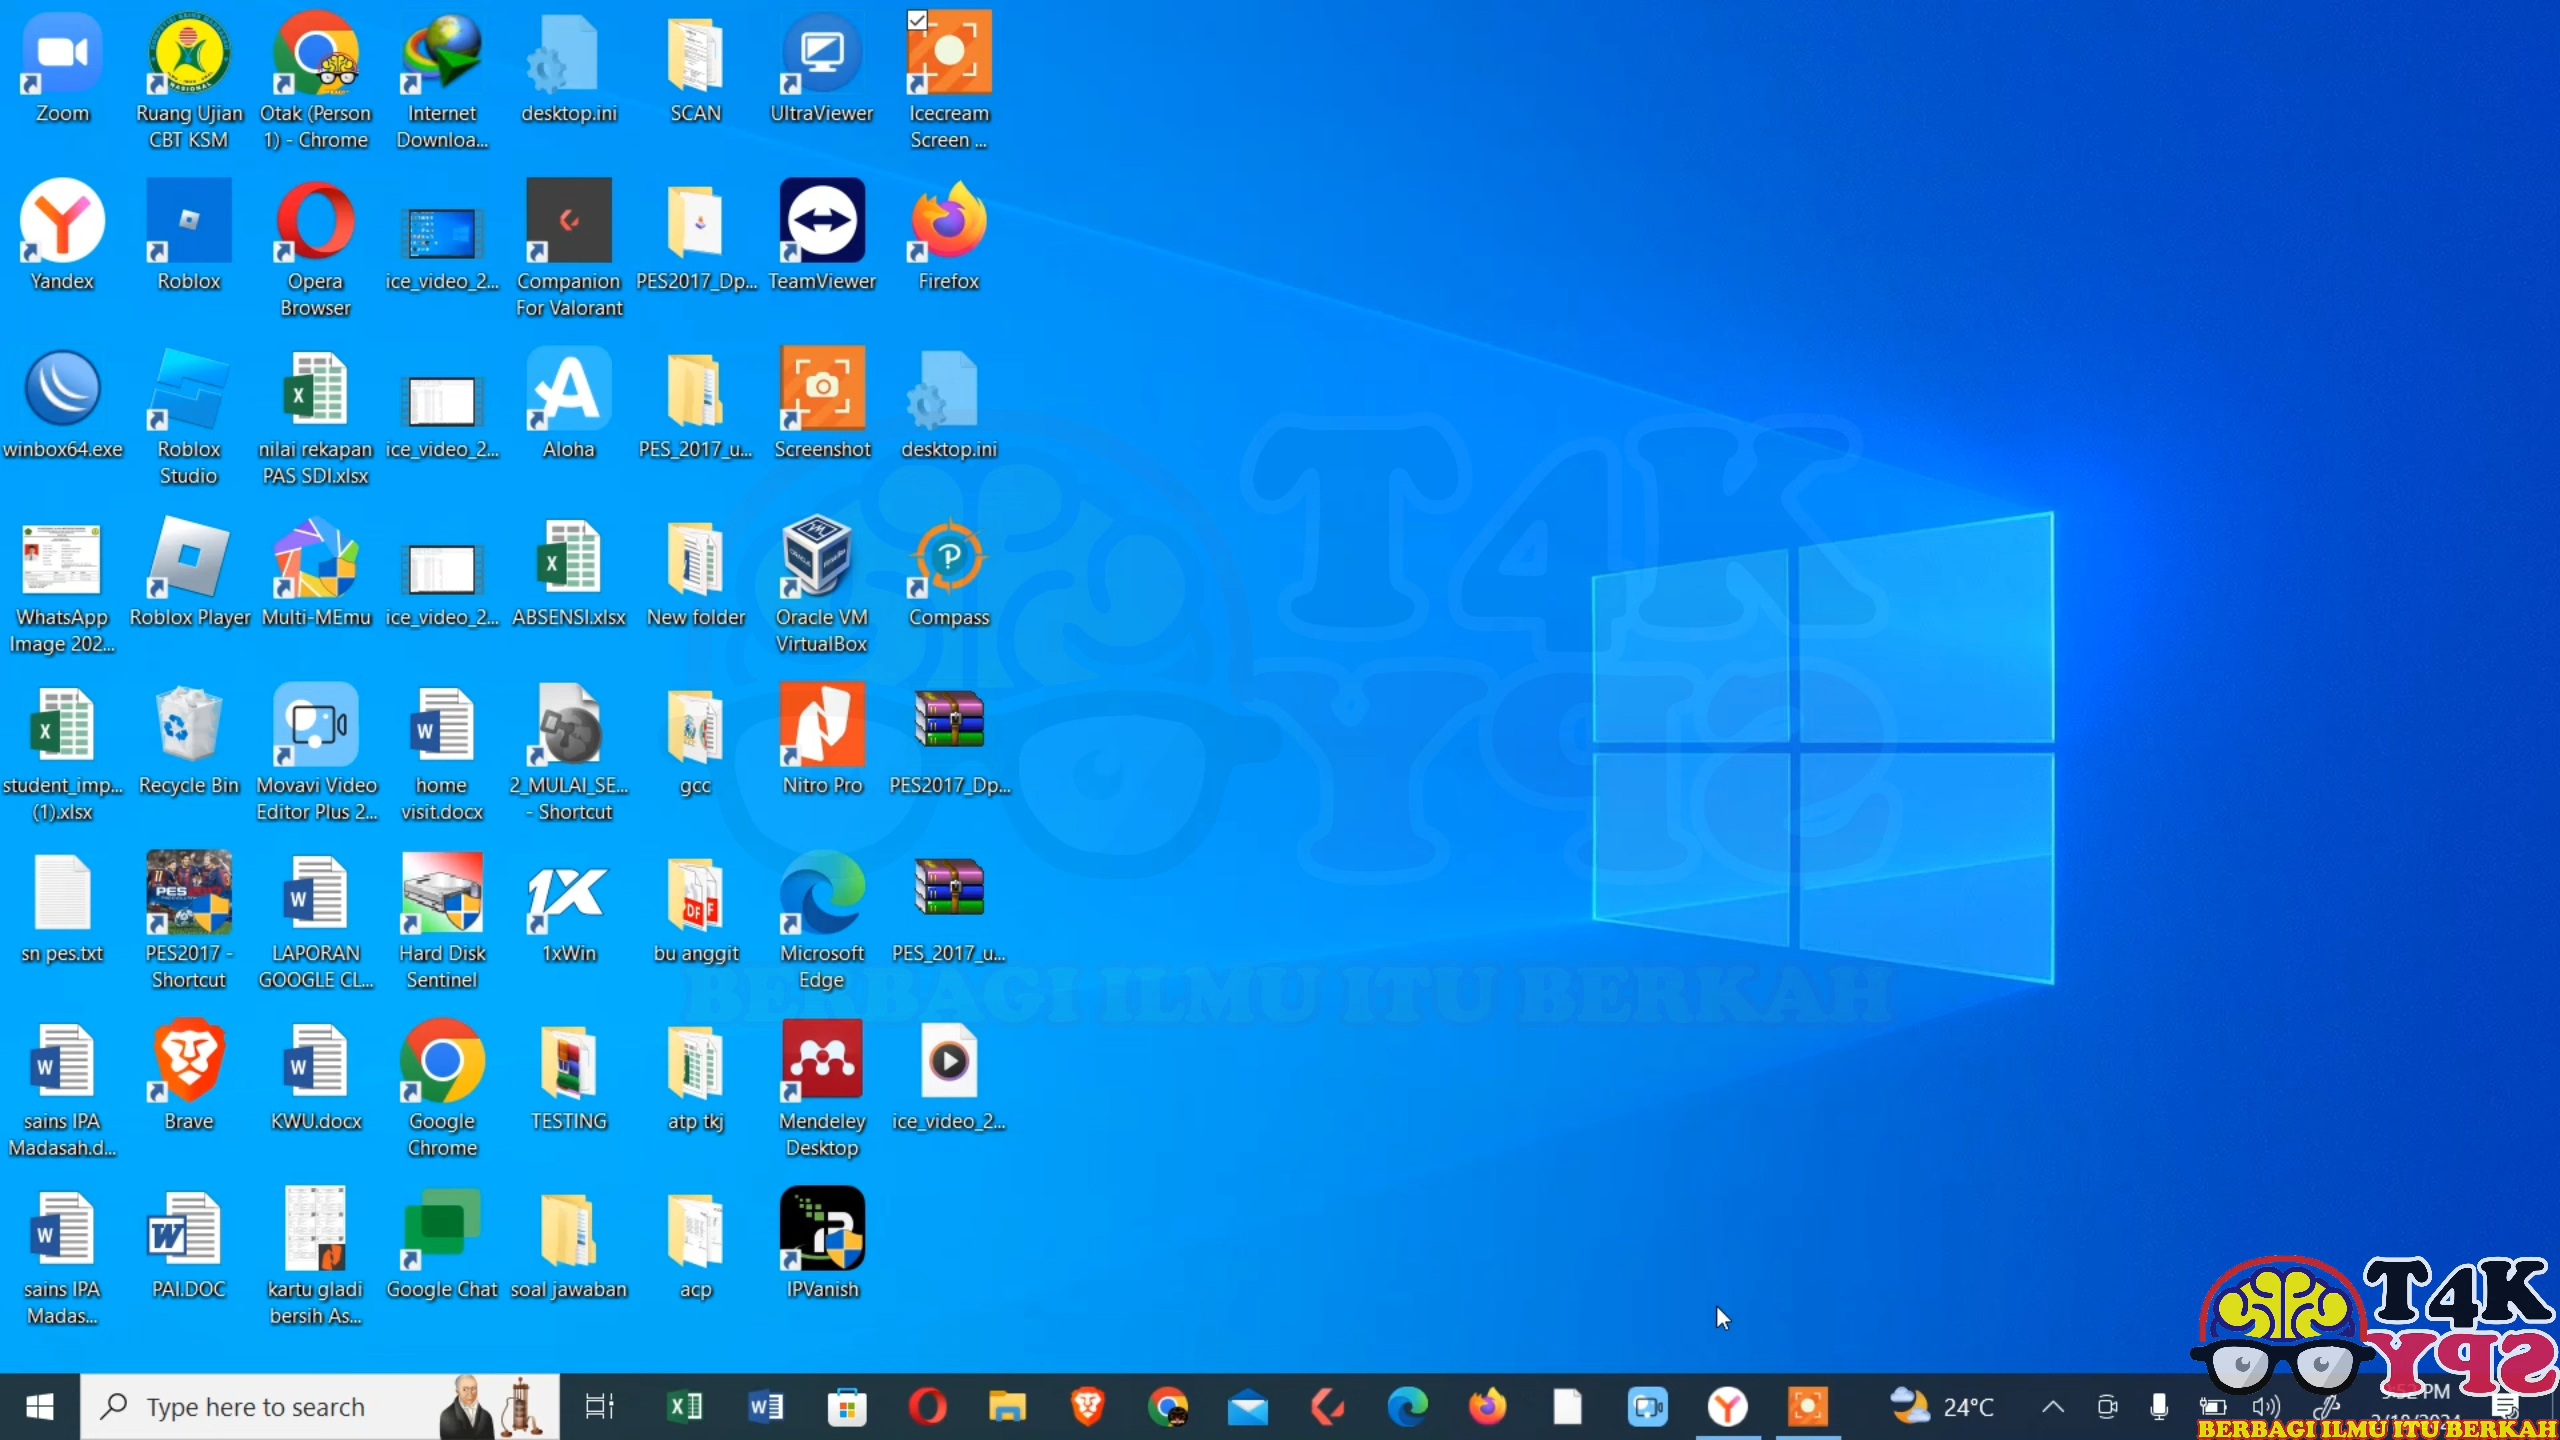 Zoom
Ruang Ujian
CBT KSM
Otak (Person
1) - Chrome
Internet
Downloa...
desktop.ini
SCAN
UltraViewer
Icecream
Screen ...
Yandex
Roblox
Opera
Browser
ice_video_2...
Companion
For Valorant
PES2017_Dp...
TeamViewer
Firefox
winbox64.exe
Roblox
Studio
nilai rekapan
PAS SDI.xlsx
ice_video_2...
Aloha
PES_2017_u...
Screenshot
desktop.ini
WhatsApp
Image 202...
Roblox Player
Multi-MEmu
ice_video_2...
ABSENSI.xlsx
New folder
Oracle VM
VirtualBox
Compass
student_imp...
(1).xlsx
Recycle Bin
Movavi Video
Editor Plus 2...
home
visit.docx
2_MULAI_SE...
- Shortcut
gcc
Nitro Pro
PES2017_Dp...
sn pes.txt
PES2017 -
Shortcut
LAPORAN
GOOGLE CL...
Hard Disk
Sentinel
1xWin
bu anggit
Microsoft
Edge
PES_2017_u...
sains IPA
Madasah.d...
Brave
KWU.docx
Google
Chrome
TESTING
atp tkj
Mendeley
Desktop
ice_video_2...
sains IPA
Madas...
PAI.DOC
kartu gladi
bersih As...
Google Chat
soal jawaban
acp
IPVanish
T4K
SPY
BERBAGI ILMU ITU BERKAH
T4K
SPY
BERBAGI ILMU ITU BERKAH
Type here to search
24°C